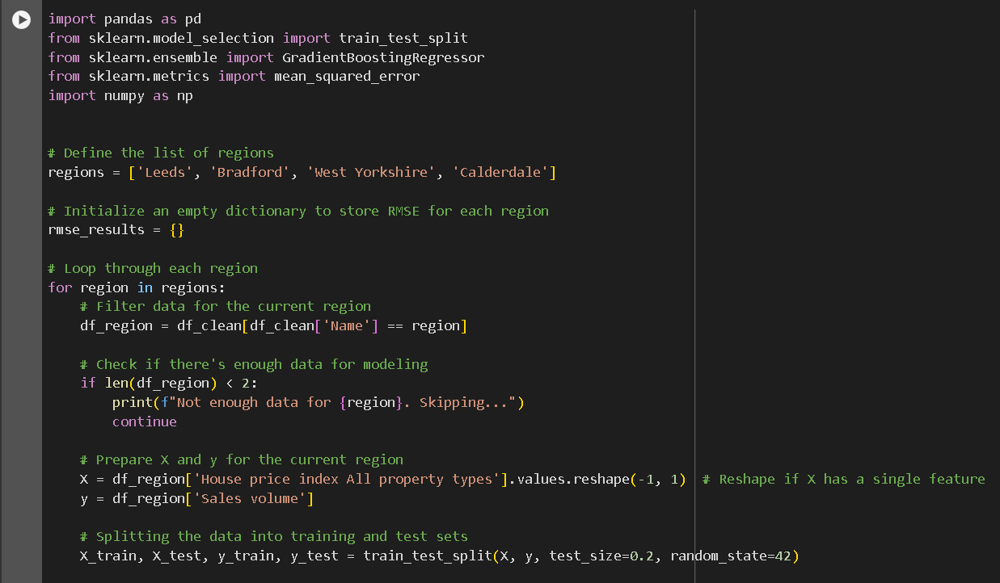 import pandas as pd
from sklearn.model_selection import train_test_split
from sklearn.ensemble import GradientBoostingRegressor
from sklearn.metrics import mean_squared_error
import numpy as np
# Define the list of regions
regions = ['Leeds', 'Bradford', 'West Yorkshire', 'Calderdale']
# Initialize an empty dictionary to store RMSE for each region
rmse_results = {}
# Loop through each region
for region in regions:
    # Filter data for the current region
    df_region = df_clean[df_clean['Name'] == region]
    # Check if there's enough data for modeling
    if len(df_region) < 2:
        print(f"Not enough data for {region}. Skipping...")
        continue
    # Prepare X and y for the current region
    X = df_region['House price index All property types'].values.reshape(-1, 1)  # Reshape if X has a single feature
    y = df_region['Sales volume']
    # Splitting the data into training and test sets
    X_train, X_test, y_train, y_test = train_test_split(X, y, test_size=0.2, random_state=42)